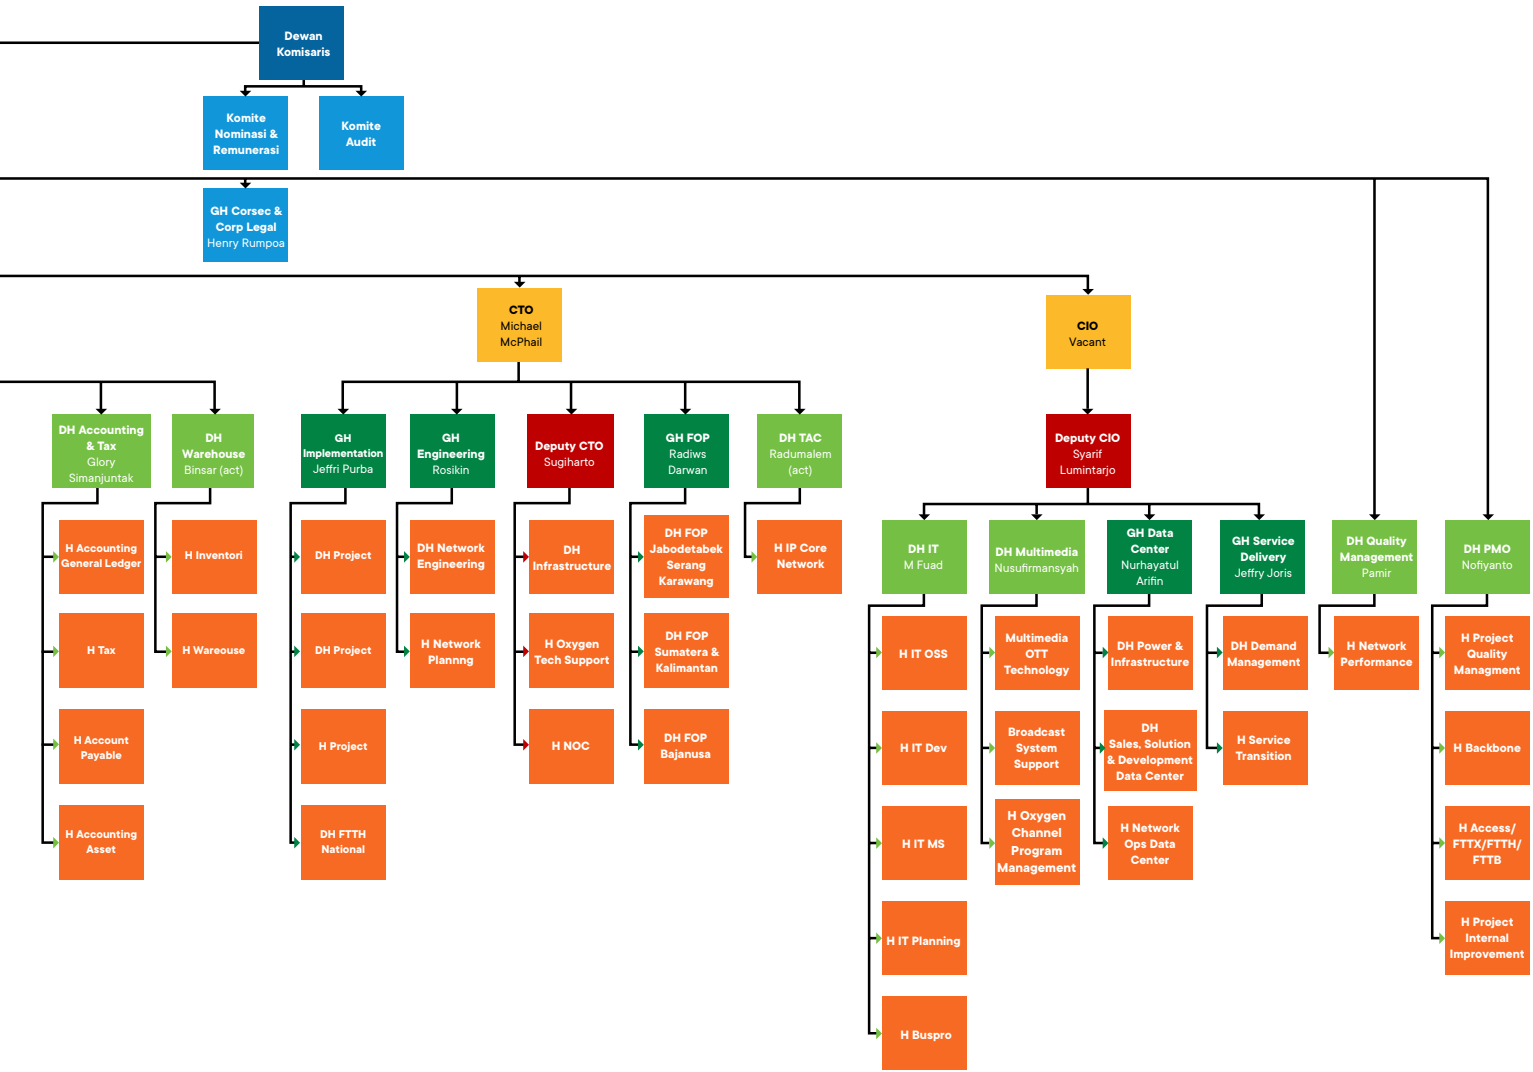 Dewan
Komisaris
Komite
Nominasi &
Remunerasi
Komite
Audit
GH Corsec &
Corp Legal
Henry Rumpoa
CTO
Michael
McPhail
CIO
Vacant
DH Accounting
& Tax
Glory
Simanjuntak
DH
Warehouse
Binsar (act)
GH
Implementation
Jeffri Purba
GH
Engineering
Rosikin
Deputy CTO
Sugiharto
GH FOP
Radiws
Darwan
DH TAC
Radumalem
(act)
Deputy CIO
Syarif
Lumintarjo
H Accounting
General Ledger
H Tax
H Account
Payable
H Accounting
Asset
H Inventori
H Wareouse
DH Project
DH Project
H Project
DH FTTH
National
DH Network
Engineering
H Network
Plannng
DH
Infrastructure
H Oxygen
Tech Support
H NOC
DH FOP
Jabodetabek
Serang
Karawang
DH FOP
Sumatera &
Kalimantan
DH FOP
Bajanusa
H IP Core
Network
DH IT
M Fuad
DH Multimedia
Nusufirmansyah
GH Data
Center
Nurhayatul
Arifin
GH Service
Delivery
Jeffry Joris
DH Quality
Management
Pamir
DH PMO
Nofiyanto
H IT OSS
H IT Dev
H IT MS
H IT Planning
H Buspro
Multimedia
OTT
Technology
Broadcast
System
Support
H Oxygen
Channel
Program
Management
DH Power &
Infrastructure
DH
Sales, Solution
& Development
Data Center
H Network
Ops Data
Center
DH Demand
Management
H Service
Transition
H Network
Performance
H Project
Quality
Managment
H Backbone
H Access/
FTTX/FTTH/
FTTB
H Project
Internal
Improvement